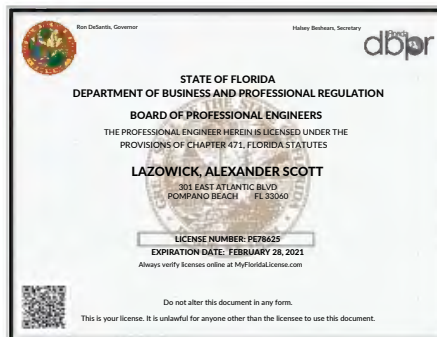 Ron DeSantis, Governor
Halsey Beshears, Secretary
Florida
dbpr
STATE OF FLORIDA
DEPARTMENT OF BUSINESS AND PROFESSIONAL REGULATION
BOARD OF PROFESSIONAL ENGINEERS
THE PROFESSIONAL ENGINEER HEREIN IS LICENSED UNDER THE
PROVISIONS OF CHAPTER 471, FLORIDA STATUTES
LAZOWICK, ALEXANDER SCOTT
301 EAST ATLANTIC BLVD
POMPANO BEACH FL 33060
LICENSE NUMBER: PE78625
EXPIRATION DATE: FEBRUARY 28, 2021
Always verify licenses online at MyFloridaLicense.com
Do not alter this document in any form.
This is your license. It is unlawful for anyone other than the licensee to use this document.